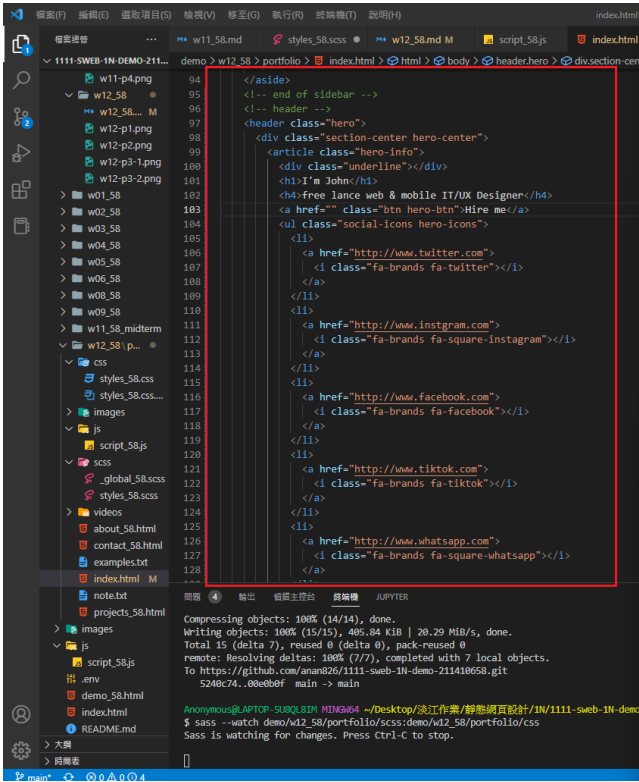 檔案(F) 編輯(E) 選取項目(S) 檢視(V) 移至(G) 執行(R) 終端機(T) 說明(H) index.html
檔案總管 ··· w11_58.md styles_58.scss ● w12_58.md M script_58.js index.html
1111-SWEB-1N-DEMO-211... demo > w12_58 > portfolio > index.html > html > body > header.hero > div.section-cen
w11-p4.png
w12_58
w12_58.... M
w12-p1.png
w12-p2.png
w12-p3-1.png
w12-p3-2.png
w01_58
w02_58
w03_58
w04_58
w05_58
w06_58
w08_58
w09_58
w11_58_midterm
w12_58\p...
css
styles_58.css
styles_58.css....
images
js
script_58.js
scss
_global_58.scss
styles_58.scss
videos
about_58.html
contact_58.html
examples.txt
index.html M
note.txt
projects_58.html
images
js
script_58.js
.env
demo_58.html
index.html
README.md
大綱
時間表
94 </aside>
95 <!-- end of sidebar -->
96 <!-- header -->
97 <header class="hero">
98 <div class="section-center hero-center">
99 <article class="hero-info">
100 <div class="underline"></div>
101 <h1>I'm John</h1>
102 <h4>free lance web & mobile IT/UX Designer</h4>
103 <a href="" class="btn hero-btn">Hire me</a>
104 <ul class="social-icons hero-icons">
105 <li>
106 <a href="http://www.twitter.com">
107 <i class="fa-brands fa-twitter"></i>
108 </a>
109 </li>
110 <li>
111 <a href="http://www.instgram.com">
112 <i class="fa-brands fa-square-instagram"></i>
113 </a>
114 </li>
115 <li>
116 <a href="http://www.facebook.com">
117 <i class="fa-brands fa-facebook"></i>
118 </a>
119 </li>
120 <li>
121 <a href="http://www.tiktok.com">
122 <i class="fa-brands fa-tiktok"></i>
123 </a>
124 </li>
125 <li>
126 <a href="http://www.whatsapp.com">
127 <i class="fa-brands fa-square-whatsapp"></i>
128 </a>
問題 4 輸出 偵錯主控台 終端機 JUPYTER
Compressing objects: 100% (14/14), done.
Writing objects: 100% (15/15), 405.84 KiB | 20.29 MiB/s, done.
Total 15 (delta 7), reused 0 (delta 0), pack-reused 0
remote: Resolving deltas: 100% (7/7), completed with 7 local objects.
To https://github.com/anan826/1111-sweb-1N-demo-211410658.git
5240c74..00e0b0f main -> main
Anonymous@LAPTOP-5U8QL8IM MINGW64 ~/Desktop/淡江作業/靜態網頁設計/1N/1111-sweb-1N-demo
$ sass --watch demo/w12_58/portfolio/scss:demo/w12_58/portfolio/css
Sass is watching for changes. Press Ctrl-C to stop.
main* 0 0 0 4